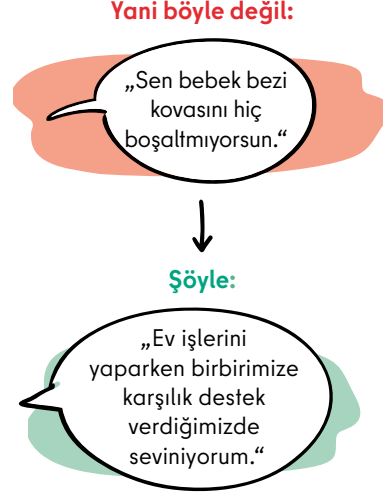 Yani böyle değil:
„Sen bebek bezi
kovasını hiç
boşaltmıyorsun.“
Şöyle:
„Ev işlerini
yaparken birbirimize
karşılık destek
verdiğimizde
seviniyorum.“